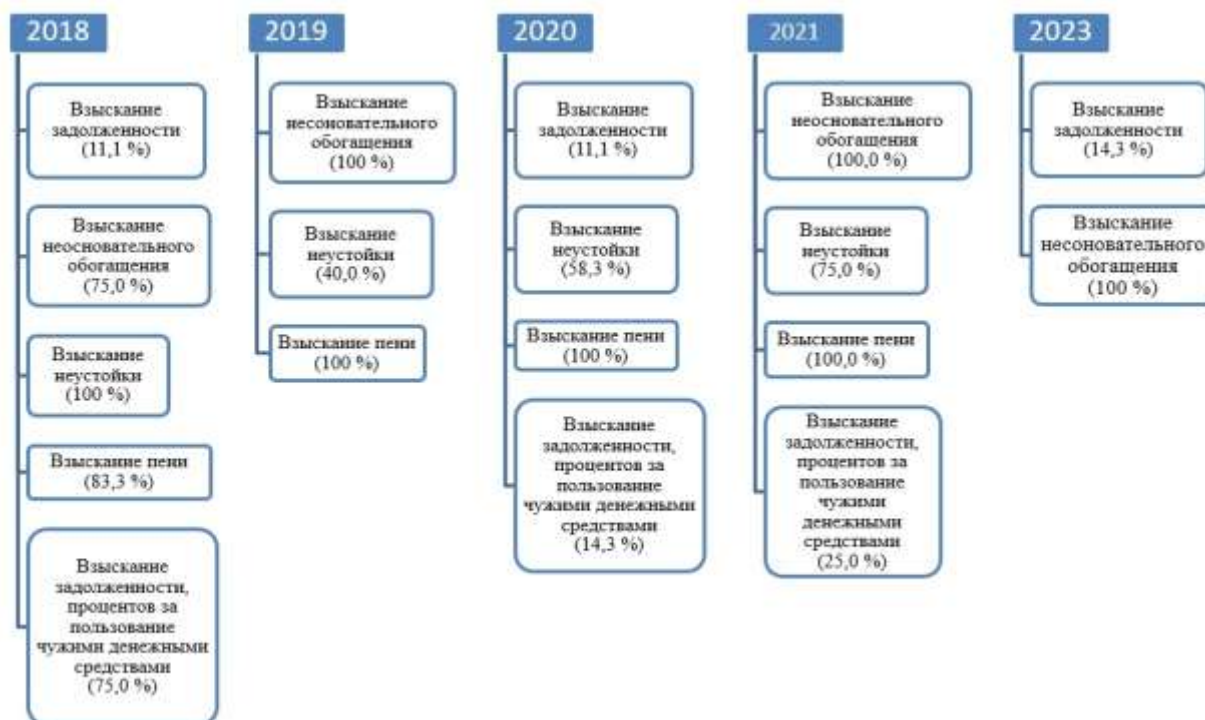 2018
Взыскание
задолженности
(11,1 %)
Взыскание
неосновательного
обогащения
(75,0 %)
Взыскание
неустойки
(100 %)
Взыскание пени
(83,3 %)
Взыскание
задолженности,
процентов за
пользование
чужими денежными
средствами
(75,0 %)
2019
Взыскание
несоновательного
обогащения
(100 %)
Взыскание
неустойки
(40,0 %)
Взыскание пени
(100 %)
2020
Взыскание
задолженности
(11,1 %)
Взыскание
неустойки
(58,3 %)
Взыскание пени
(100 %)
Взыскание
задолженности,
процентов за
пользование
чужими денежными
средствами
(14,3 %)
2021
Взыскание
неосновательного
обогащения
(100,0 %)
Взыскание
неустойки
(75,0 %)
Взыскание пени
(100,0 %)
Взыскание
задолженности,
процентов за
пользование
чужими
денежными
средствами
(25,0 %)
2023
Взыскание
задолженности
(14,3 %)
Взыскание
несоновательного
обогащения
(100 %)